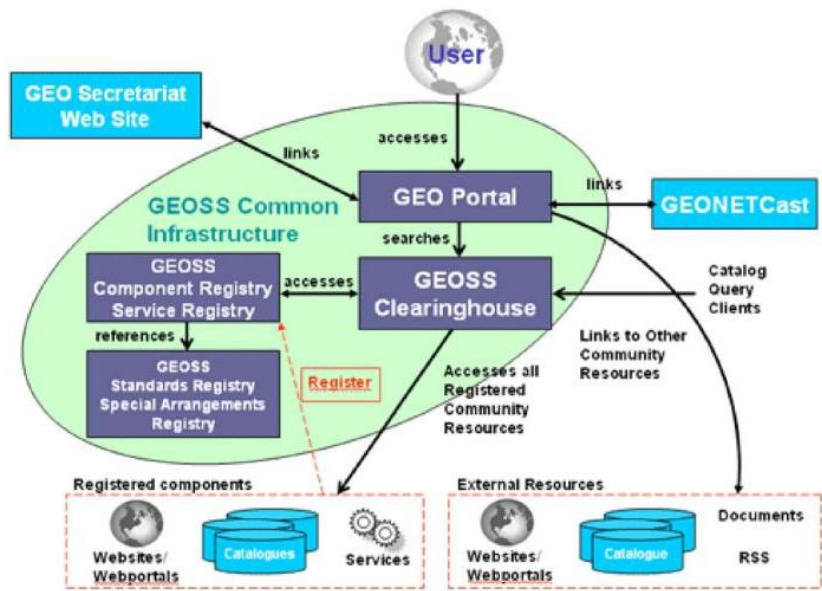 User
GEO Secretariat
Web Site
accesses
links
GEO Portal
links
GEONETCast
GEOSS Common
Infrastructure
searches
GEOSS
Component Registry
Service Registry
accesses
GEOSS
Clearinghouse
Catalog
Query
Clients
references
Links to Other
Community
Resources
GEOSS
Standards Registry
Special Arrangements
Registry
Register
Accesses all
Registered
Community
Resources
Registered components
Websites/
Webportals
Catalogues
Services
External Resources
Websites/
Webportals
Catalogue
Documents
RSS